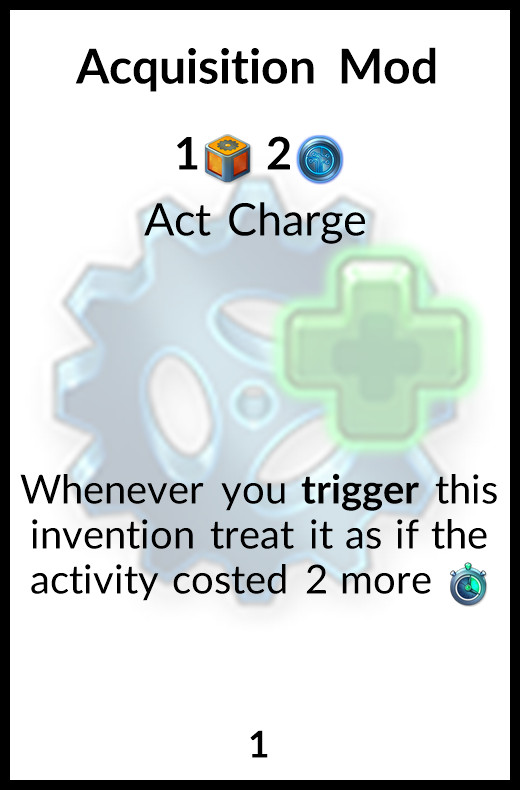 Acquisition Mod
1 2
Act Charge
Whenever you trigger this
invention treat it as if the
activity costed 2 more
1